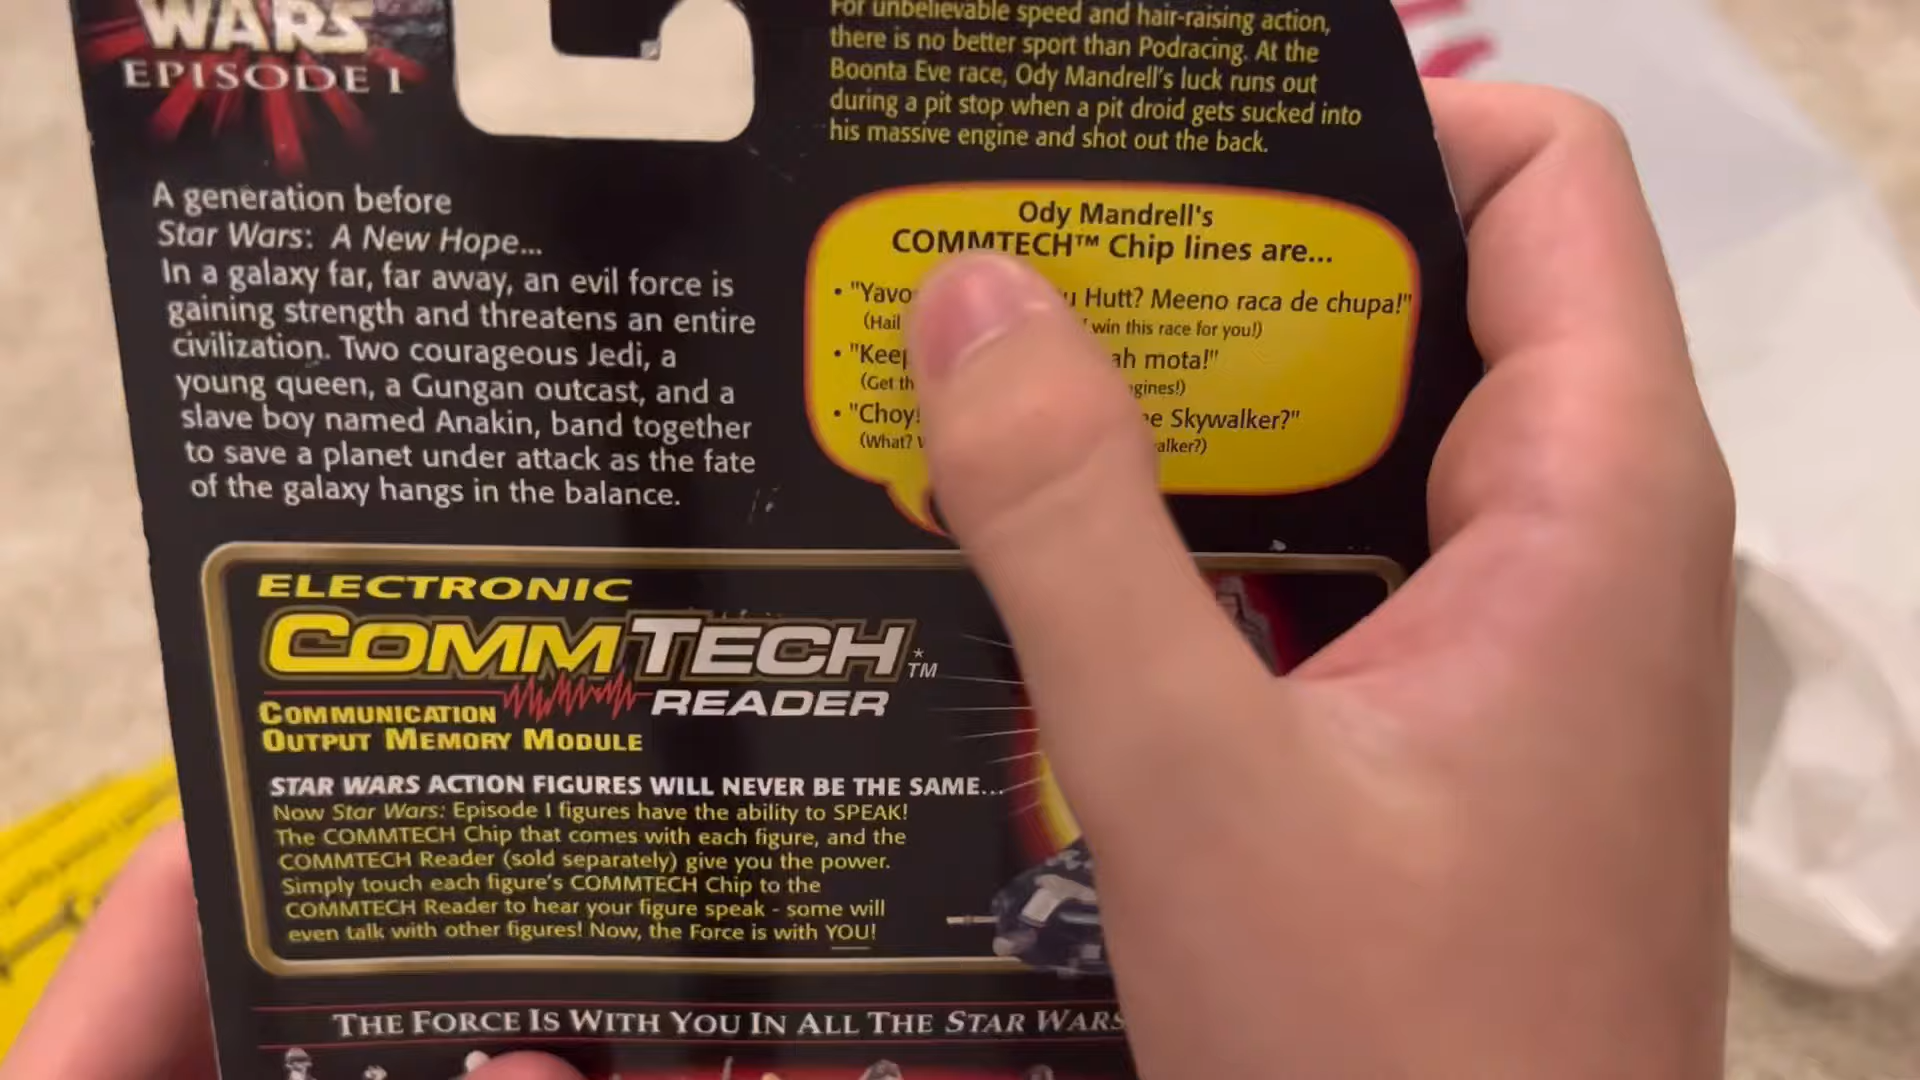 WARS
EPISODE I
For unbelievable speed and hair-raising action,
there is no better sport than Podracing. At the
Boonta Eve race, Ody Mandrell's luck runs out
during a pit stop when a pit droid gets sucked into
his massive engine and shot out the back.
A generation before
Star Wars: A New Hope...
In a galaxy far, far away, an evil force is
gaining strength and threatens an entire
civilization. Two courageous Jedi, a
young queen, a Gungan outcast, and a
slave boy named Anakin, band together
to save a planet under attack as the fate
of the galaxy hangs in the balance.
Ody Mandrell's
COMMTECH™ Chip lines are...
• "Yavo Hutt? Meeno raca de chupa!"
(Hail win this race for you!)
• "Keep ah mota!"
(Get th gines!)
• "Choy! Skywalker?"
(What? alker?)
ELECTRONIC
COMMTECH*™
READER
COMMUNICATION
OUTPUT MEMORY MODULE
STAR WARS ACTION FIGURES WILL NEVER BE THE SAME...
Now Star Wars: Episode I figures have the ability to SPEAK!
The COMMTECH Chip that comes with each figure, and the
COMMTECH Reader (sold separately) give you the power.
Simply touch each figure's COMMTECH Chip to the
COMMTECH Reader to hear your figure speak - some will
even talk with other figures! Now, the Force is with YOU!
THE FORCE IS WITH YOU IN ALL THE STAR WARS